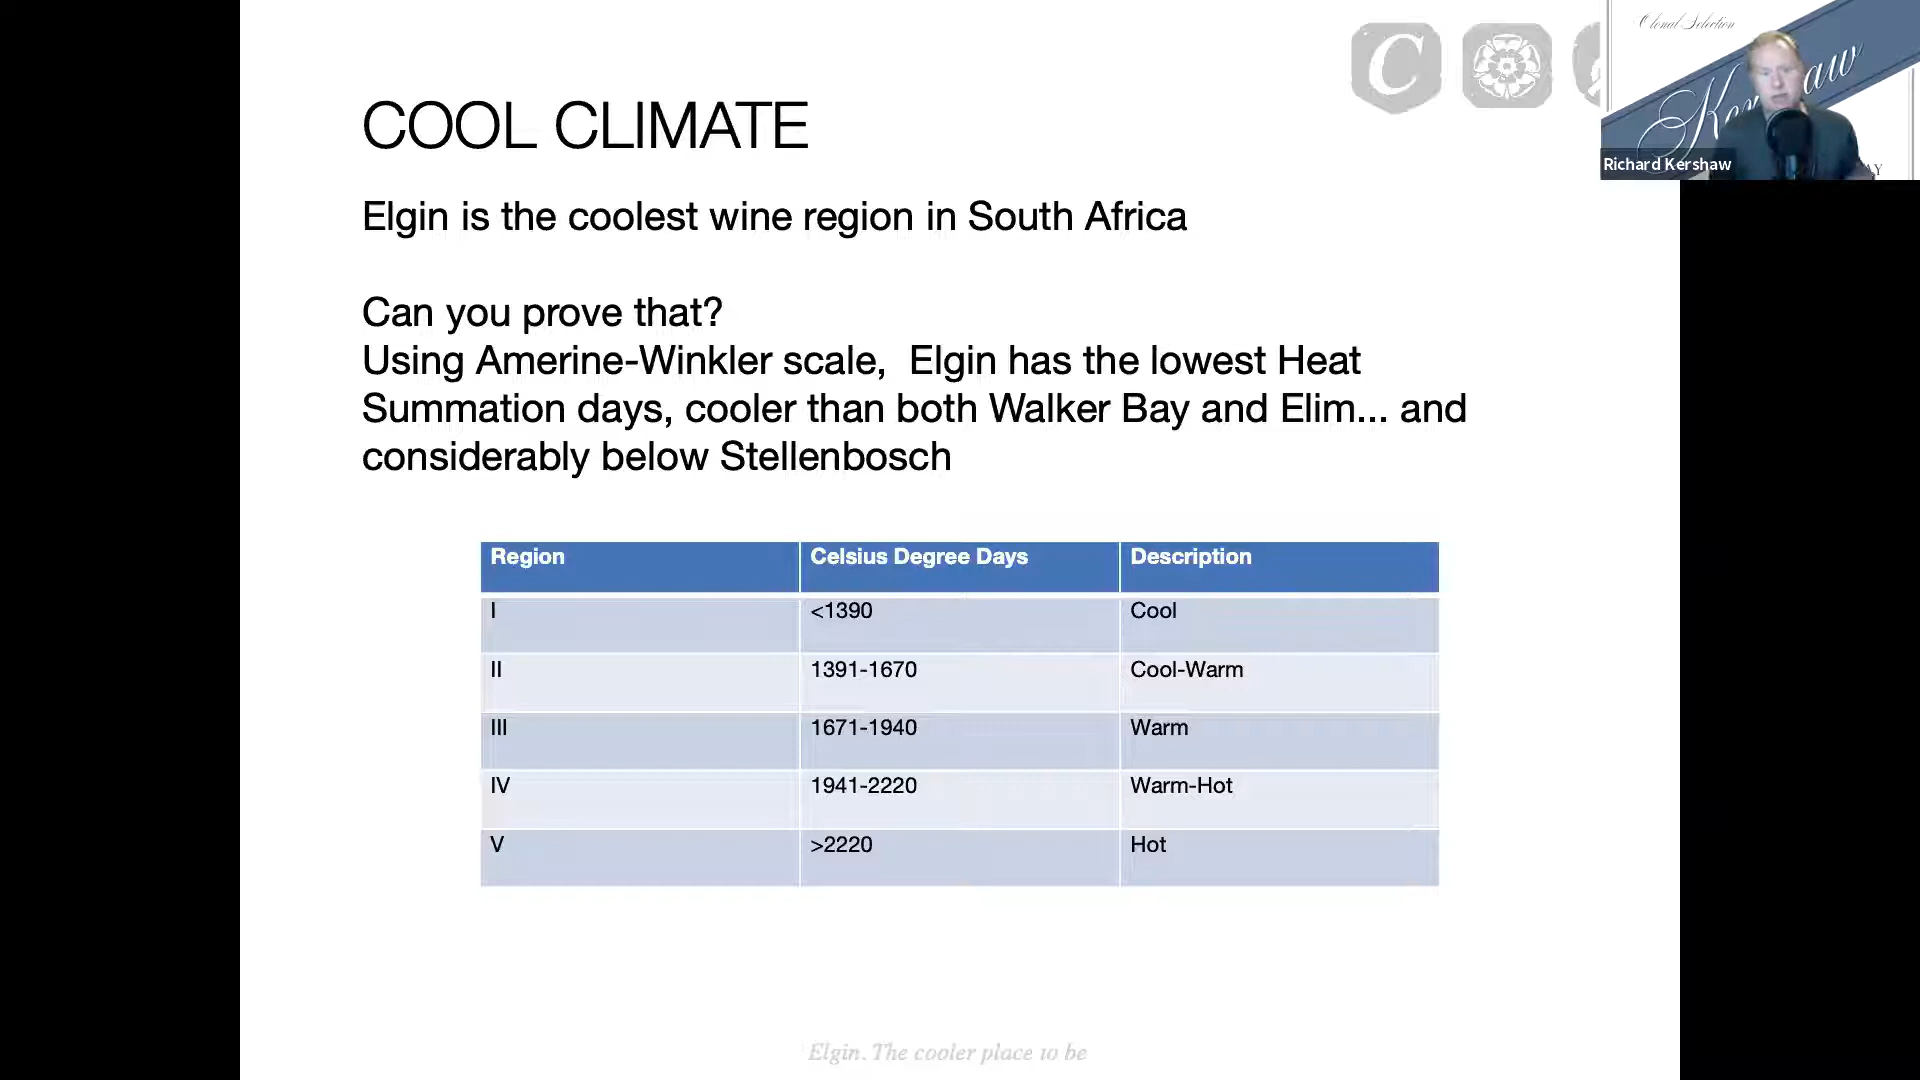 C
Clonal Selection
Kershaw
Richard Kershaw
COOL CLIMATE
Elgin is the coolest wine region in South Africa
Can you prove that?
Using Amerine-Winkler scale, Elgin has the lowest Heat
Summation days, cooler than both Walker Bay and Elim... and
considerably below Stellenbosch
Region Celsius Degree Days Description
I <1390 Cool
II 1391-1670 Cool-Warm
III 1671-1940 Warm
IV 1941-2220 Warm-Hot
V >2220 Hot
Elgin. The cooler place to be